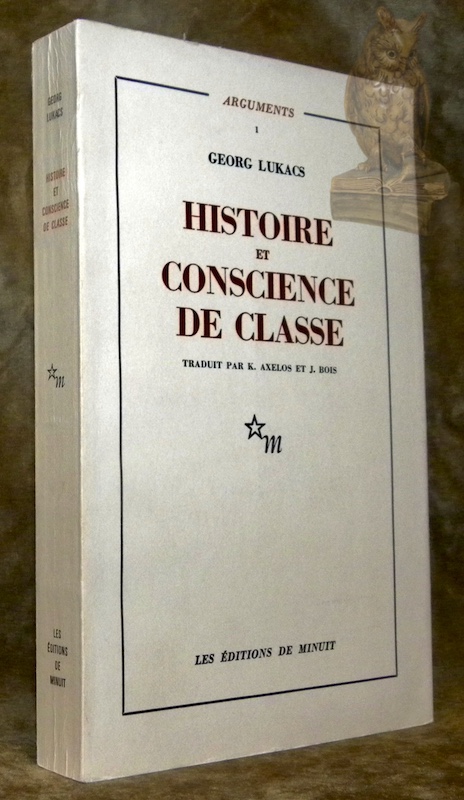 ARGUMENTS
1
GEORG LUKACS
HISTOIRE
ET
CONSCIENCE
DE CLASSE
TRADUIT PAR K. AXELOS ET J. BOIS
m
LES ÉDITIONS DE MINUIT
GEORG
LUKACS
HISTOIRE
ET
CONSCIENCE
DE CLASSE
m
LES
ÉDITIONS
DE
MINUIT